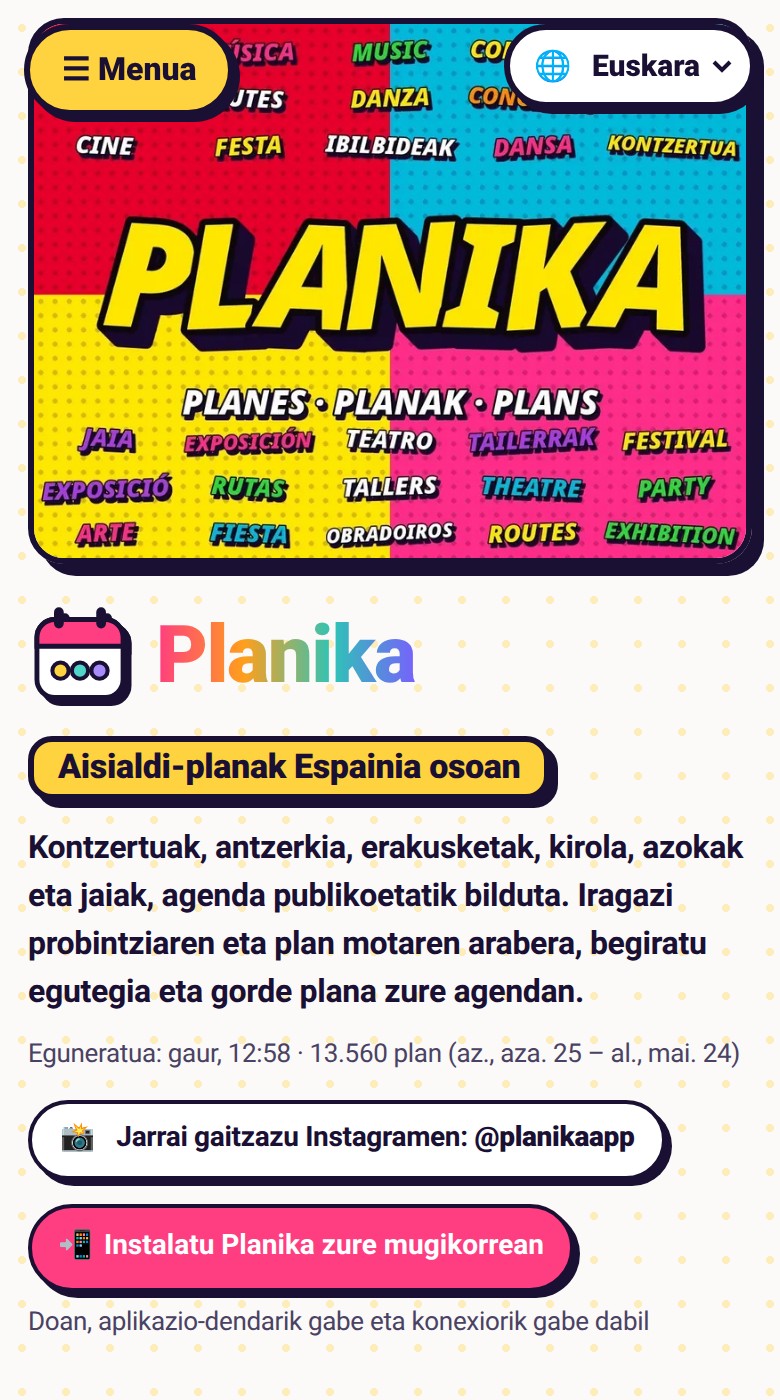 ☰ Menua
Euskara
MUSIC
DANZA
CINE FESTA IBILBIDEAK DANSA KONTZERTUA
PLANIKA
PLANES · PLANAK · PLANS
JAIA EXPOSICIÓN TEATRO TAILERRAK FESTIVAL
EXPOSICIÓ RUTAS TALLERS THEATRE PARTY
ARTE FIESTA OBRADOIROS ROUTES EXHIBITION
Planika
Aisialdi-planak Espainia osoan
Kontzertuak, antzerkia, erakusketak, kirola, azokak
eta jaiak, agenda publikoetatik bilduta. Iragazi
probintziaren eta plan motaren arabera, begiratu
egutegia eta gorde plana zure agendan.
Eguneratua: gaur, 12:58 · 13.560 plan (az., aza. 25 – al., mai. 24)
Jarrai gaitzazu Instagramen: @planikaapp
Instalatu Planika zure mugikorrean
Doan, aplikazio-dendarik gabe eta konexiorik gabe dabil